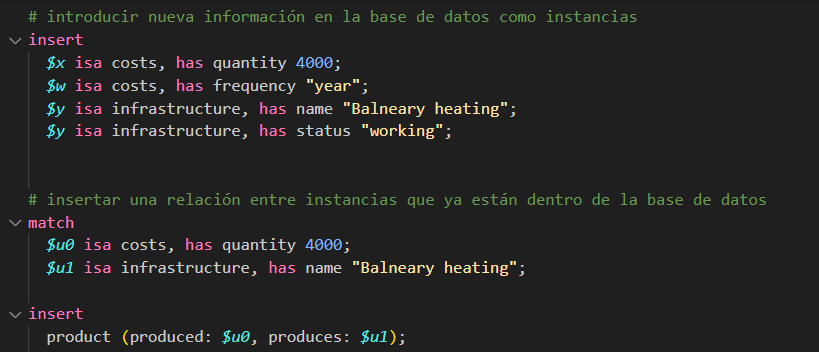 # introducir nueva información en la base de datos como instancias
insert
$x isa costs, has quantity 4000;
$w isa costs, has frequency "year";
$y isa infrastructure, has name "Balneary heating";
$y isa infrastructure, has status "working";
# insertar una relación entre instancias que ya están dentro de la base de datos
match
$u0 isa costs, has quantity 4000;
$u1 isa infrastructure, has name "Balneary heating";
insert
product (produced: $u0, produces: $u1);